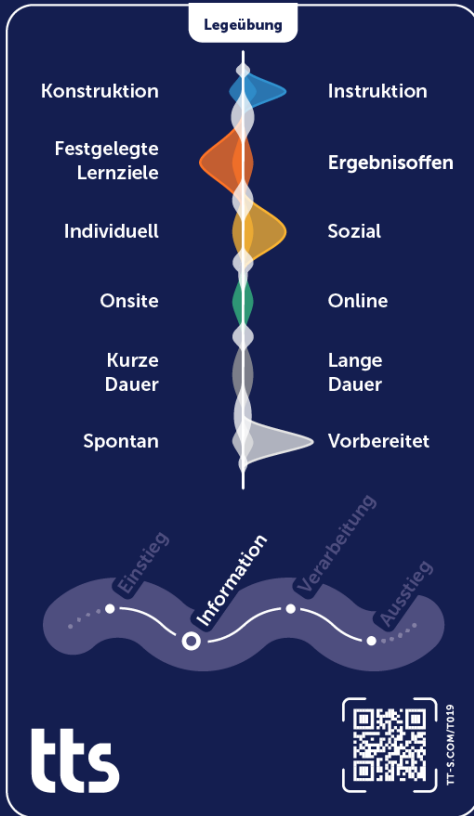 Legeübung
Konstruktion
Instruktion
Festgelegte
Lernziele
Ergebnisoffen
Individuell
Sozial
Onsite
Online
Kurze
Dauer
Lange
Dauer
Spontan
Vorbereitet
Einstieg
Information
Verarbeitung
Ausstieg
tts
TT-S.COM/T019